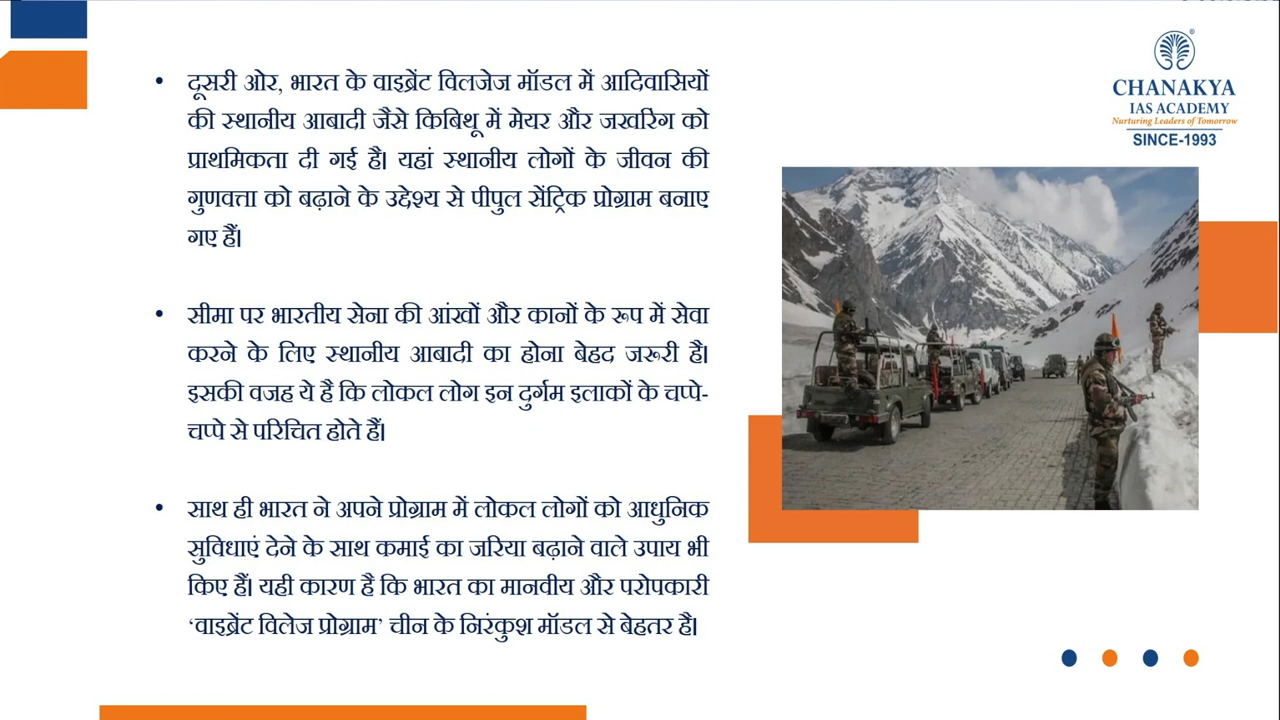 • दूसरी ओर, भारत के वाइब्रेंट विलजेज मॉडल में आदिवासियों
की स्थानीय आबादी जैसे किबिथू में मेयर और जखरिंग को
प्राथमिकता दी गई है। यहां स्थानीय लोगों के जीवन की
गुणवत्ता को बढ़ाने के उद्देश्य से पीपुल सेंट्रिक प्रोग्राम बनाए
गए हैं।
• सीमा पर भारतीय सेना की आंखों और कानों के रूप में सेवा
करने के लिए स्थानीय आबादी का होना बेहद जरूरी है।
इसकी वजह ये है कि लोकल लोग इन दुर्गम इलाकों के चप्पे-
चप्पे से परिचित होते हैं।
• साथ ही भारत ने अपने प्रोग्राम में लोकल लोगों को आधुनिक
सुविधाएं देने के साथ कमाई का जरिया बढ़ाने वाले उपाय भी
किए हैं। यही कारण है कि भारत का मानवीय और परोपकारी
‘वाइब्रेंट विलेज प्रोग्राम’ चीन के निरंकुश मॉडल से बेहतर है।
CHANAKYA
IAS ACADEMY
Nurturing Leaders of Tomorrow
SINCE-1993